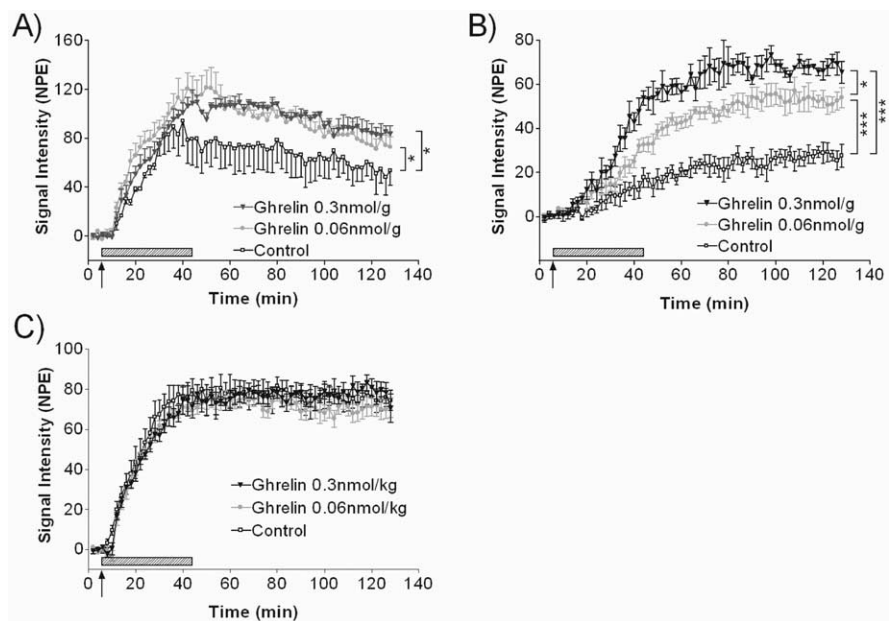 A)
160
120
80
40
0
Signal Intensity (NPE)
Ghrelin 0.3nmol/g
Ghrelin 0.06nmol/g
Control
*
*
0 20 40 60 80 100 120 140
Time (min)
B)
80
60
40
20
0
Signal Intensity (NPE)
Ghrelin 0.3nmol/g
Ghrelin 0.06nmol/g
Control
*
***
***
0 20 40 60 80 100 120 140
Time (min)
C)
100
80
60
40
20
0
Signal Intensity (NPE)
Ghrelin 0.3nmol/kg
Ghrelin 0.06nmol/kg
Control
0 20 40 60 80 100 120 140
Time (min)